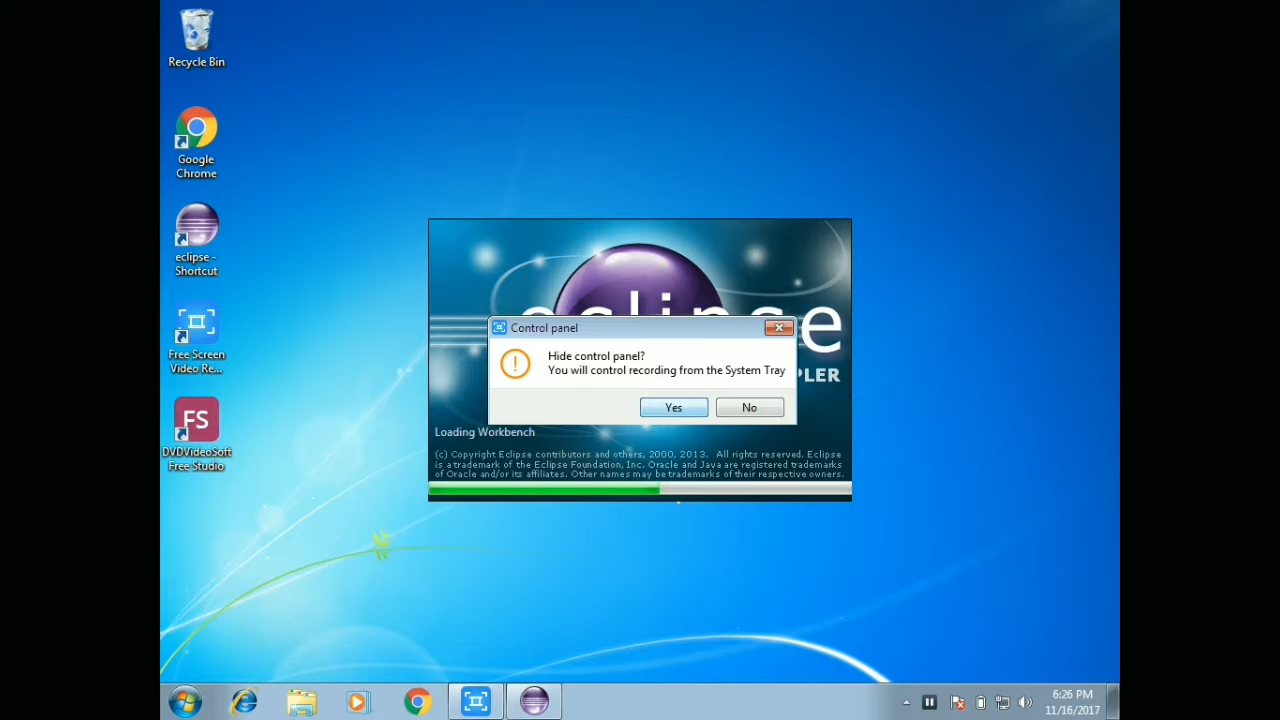 Recycle Bin
Google
Chrome
eclipse -
Shortcut
Free Screen
Video Re...
FS
DVDVideoSoft
Free Studio
eclipse
Control panel
Hide control panel?
You will control recording from the System Tray
Yes
No
PLER
Loading Workbench
(c) Copyright Eclipse contributors and others, 2000, 2013. All rights reserved. Eclipse
is a trademark of the Eclipse Foundation, Inc. Oracle and Java are registered trademarks
of Oracle and/or its affiliates. Other names may be trademarks of their respective owners.
6:26 PM
11/16/2017